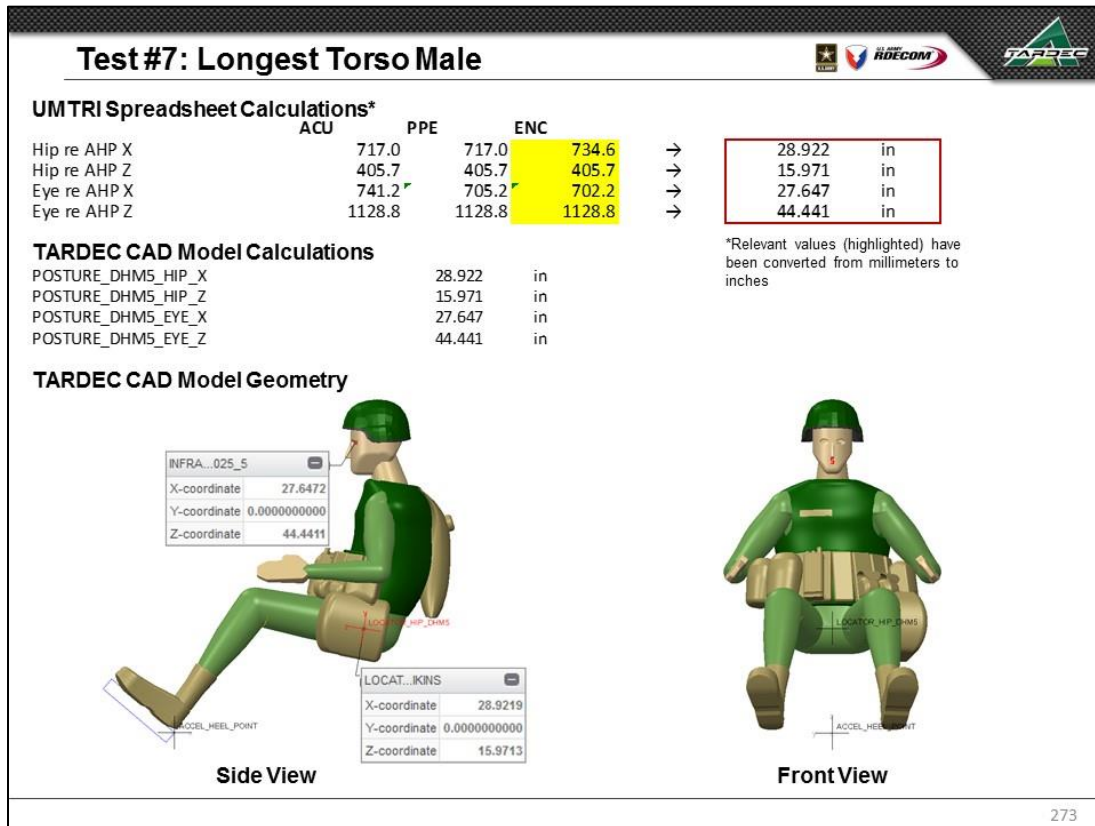 Test #7: Longest Torso Male
U.S. ARMY
U.S. ARMY RDECOM
TARDEC
UMTRI Spreadsheet Calculations*
ACU PPE ENC
Hip re AHP X 717.0 717.0 734.6 → 28.922 in
Hip re AHP Z 405.7 405.7 405.7 → 15.971 in
Eye re AHP X 741.2 705.2 702.2 → 27.647 in
Eye re AHP Z 1128.8 1128.8 1128.8 → 44.441 in
*Relevant values (highlighted) have
been converted from millimeters to
inches
TARDEC CAD Model Calculations
POSTURE_DHM5_HIP_X 28.922 in
POSTURE_DHM5_HIP_Z 15.971 in
POSTURE_DHM5_EYE_X 27.647 in
POSTURE_DHM5_EYE_Z 44.441 in
TARDEC CAD Model Geometry
INFRA...025_5
X-coordinate 27.6472
Y-coordinate 0.0000000000
Z-coordinate 44.4411
LOCATOR_HIP_DHM5
LOCAT...IKINS
X-coordinate 28.9219
Y-coordinate 0.0000000000
Z-coordinate 15.9713
ACCEL_HEEL_POINT
Side View
5
LOCATOR_HIP_DHM5
ACCEL_HEEL_POINT
Front View
273